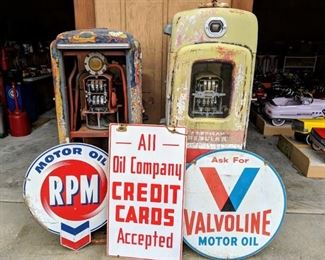 MOTOR OIL
RPM
All
Oil Company
CREDIT
CARDS
Accepted
Ask For
VALVOLINE
MOTOR OIL